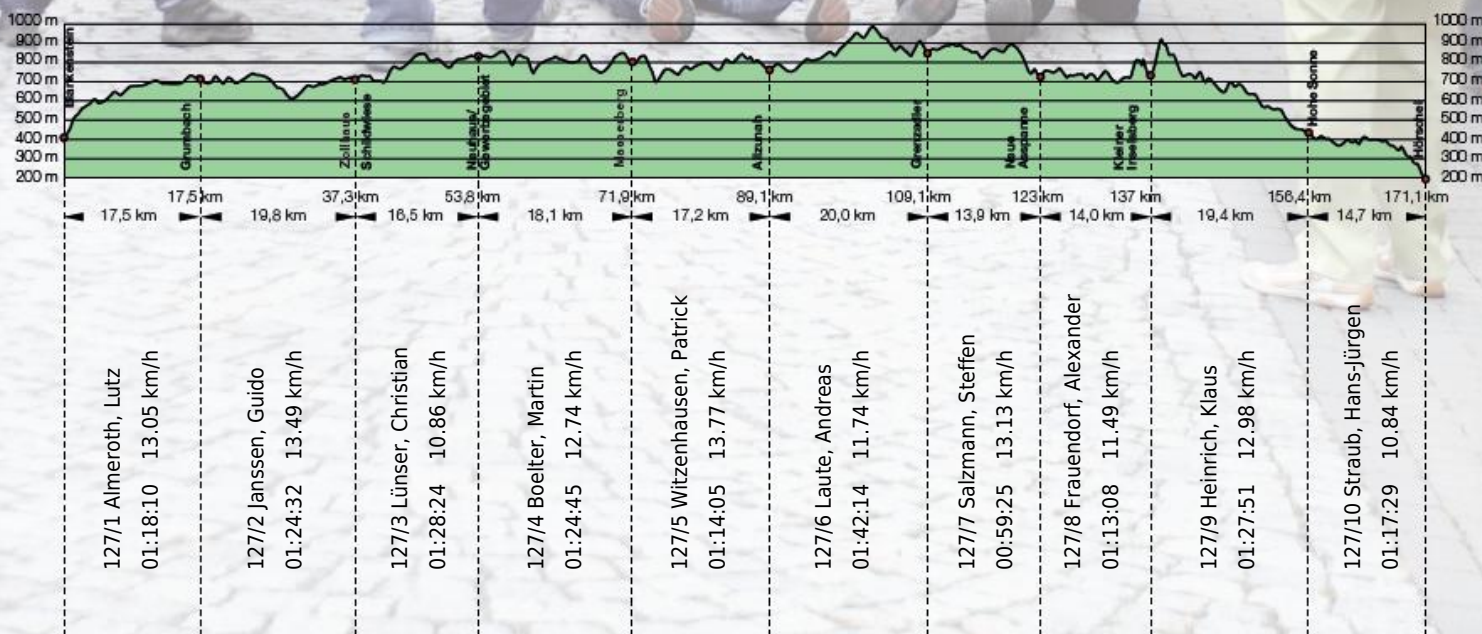 1000 m
900 m
800 m
700 m
600 m
500 m
400 m
300 m
200 m
1000 m
900 m
800 m
700 m
600 m
500 m
400 m
300 m
200 m
Blankenstein
Grumbach
Zollhaus
Schildwiese
Neuhaus/
Masserberg
Allzunah
Grenzadler
Neue
Ausspanne
Kleiner
Inselsberg
Hohe Sonne
Hörschel
17,5 km
37,3 km
53,8 km
71,9 km
89,1 km
109,1 km
123 km
137 km
156,4 km
171,1 km
17,5 km
19,8 km
16,5 km
18,1 km
17,2 km
20,0 km
13,9 km
14,0 km
19,4 km
14,7 km
127/1 Almeroth, Lutz
01:18:10 13.05 km/h
127/2 Janssen, Guido
01:24:32 13.49 km/h
127/3 Lünser, Christian
01:28:24 10.86 km/h
127/4 Boelter, Martin
01:24:45 12.74 km/h
127/5 Witzenhausen, Patrick
01:14:05 13.77 km/h
127/6 Laute, Andreas
01:42:14 11.74 km/h
127/7 Salzmann, Steffen
00:59:25 13.13 km/h
127/8 Frauendorf, Alexander
01:13:08 11.49 km/h
127/9 Heinrich, Klaus
01:27:51 12.98 km/h
127/10 Straub, Hans-Jürgen
01:17:29 10.84 km/h